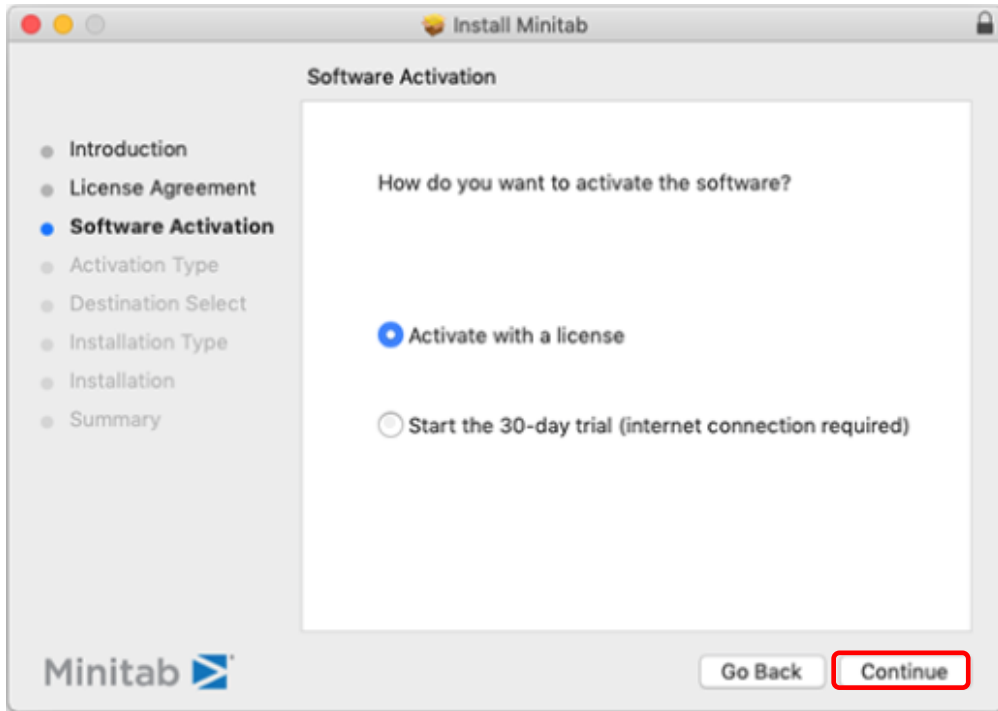 Install Minitab
Software Activation
Introduction
License Agreement
Software Activation
Activation Type
Destination Select
Installation Type
Installation
Summary
How do you want to activate the software?
Activate with a license
Start the 30-day trial (internet connection required)
Minitab
Go Back
Continue